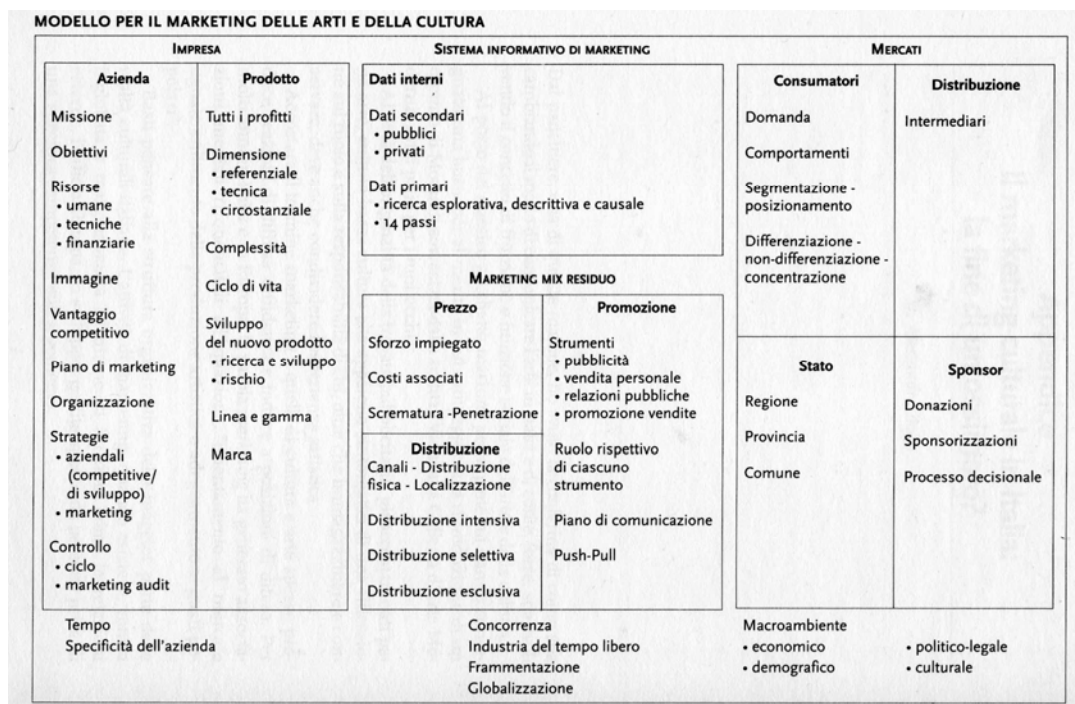 MODELLO PER IL MARKETING DELLE ARTI E DELLA CULTURA
IMPRESA
Azienda
Missione
Obiettivi
Risorse
• umane
• tecniche
• finanziarie
Immagine
Vantaggio
competitivo
Piano di marketing
Organizzazione
Strategie
• aziendali
(competitive/
di sviluppo)
• marketing
Controllo
• ciclo
• marketing audit
Prodotto
Tutti i profitti
Dimensione
• referenziale
• tecnica
• circostanziale
Complessità
Ciclo di vita
Sviluppo
del nuovo prodotto
• ricerca e sviluppo
• rischio
Linea e gamma
Marca
SISTEMA INFORMATIVO DI MARKETING
Dati interni
Dati secondari
• pubblici
• privati
Dati primari
• ricerca esplorativa, descrittiva e causale
• 14 passi
MARKETING MIX RESIDUO
Prezzo
Sforzo impiegato
Costi associati
Scrematura -Penetrazione
Distribuzione
Canali - Distribuzione
fisica - Localizzazione
Distribuzione intensiva
Distribuzione selettiva
Distribuzione esclusiva
Promozione
Strumenti
• pubblicità
• vendita personale
• relazioni pubbliche
• promozione vendite
Ruolo rispettivo
di ciascuno
strumento
Piano di comunicazione
Push-Pull
MERCATI
Consumatori
Domanda
Comportamenti
Segmentazione -
posizionamento
Differenziazione -
non-differenziazione -
concentrazione
Distribuzione
Intermediari
Stato
Regione
Provincia
Comune
Sponsor
Donazioni
Sponsorizzazioni
Processo decisionale
Tempo
Specificità dell'azienda
Concorrenza
Industria del tempo libero
Frammentazione
Globalizzazione
Macroambiente
• economico
• demografico
• politico-legale
• culturale